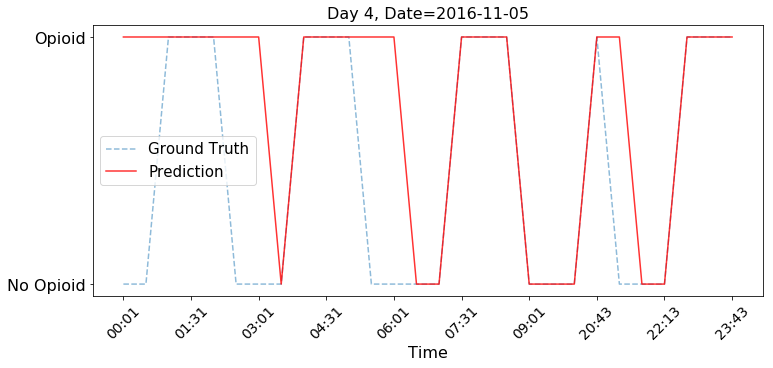 Day 4, Date=2016-11-05
Opioid
Ground Truth
Prediction
No Opioid
00:01 01:31 03:01 04:31 06:01 07:31 09:01 20:43 22:13 23:43
Time